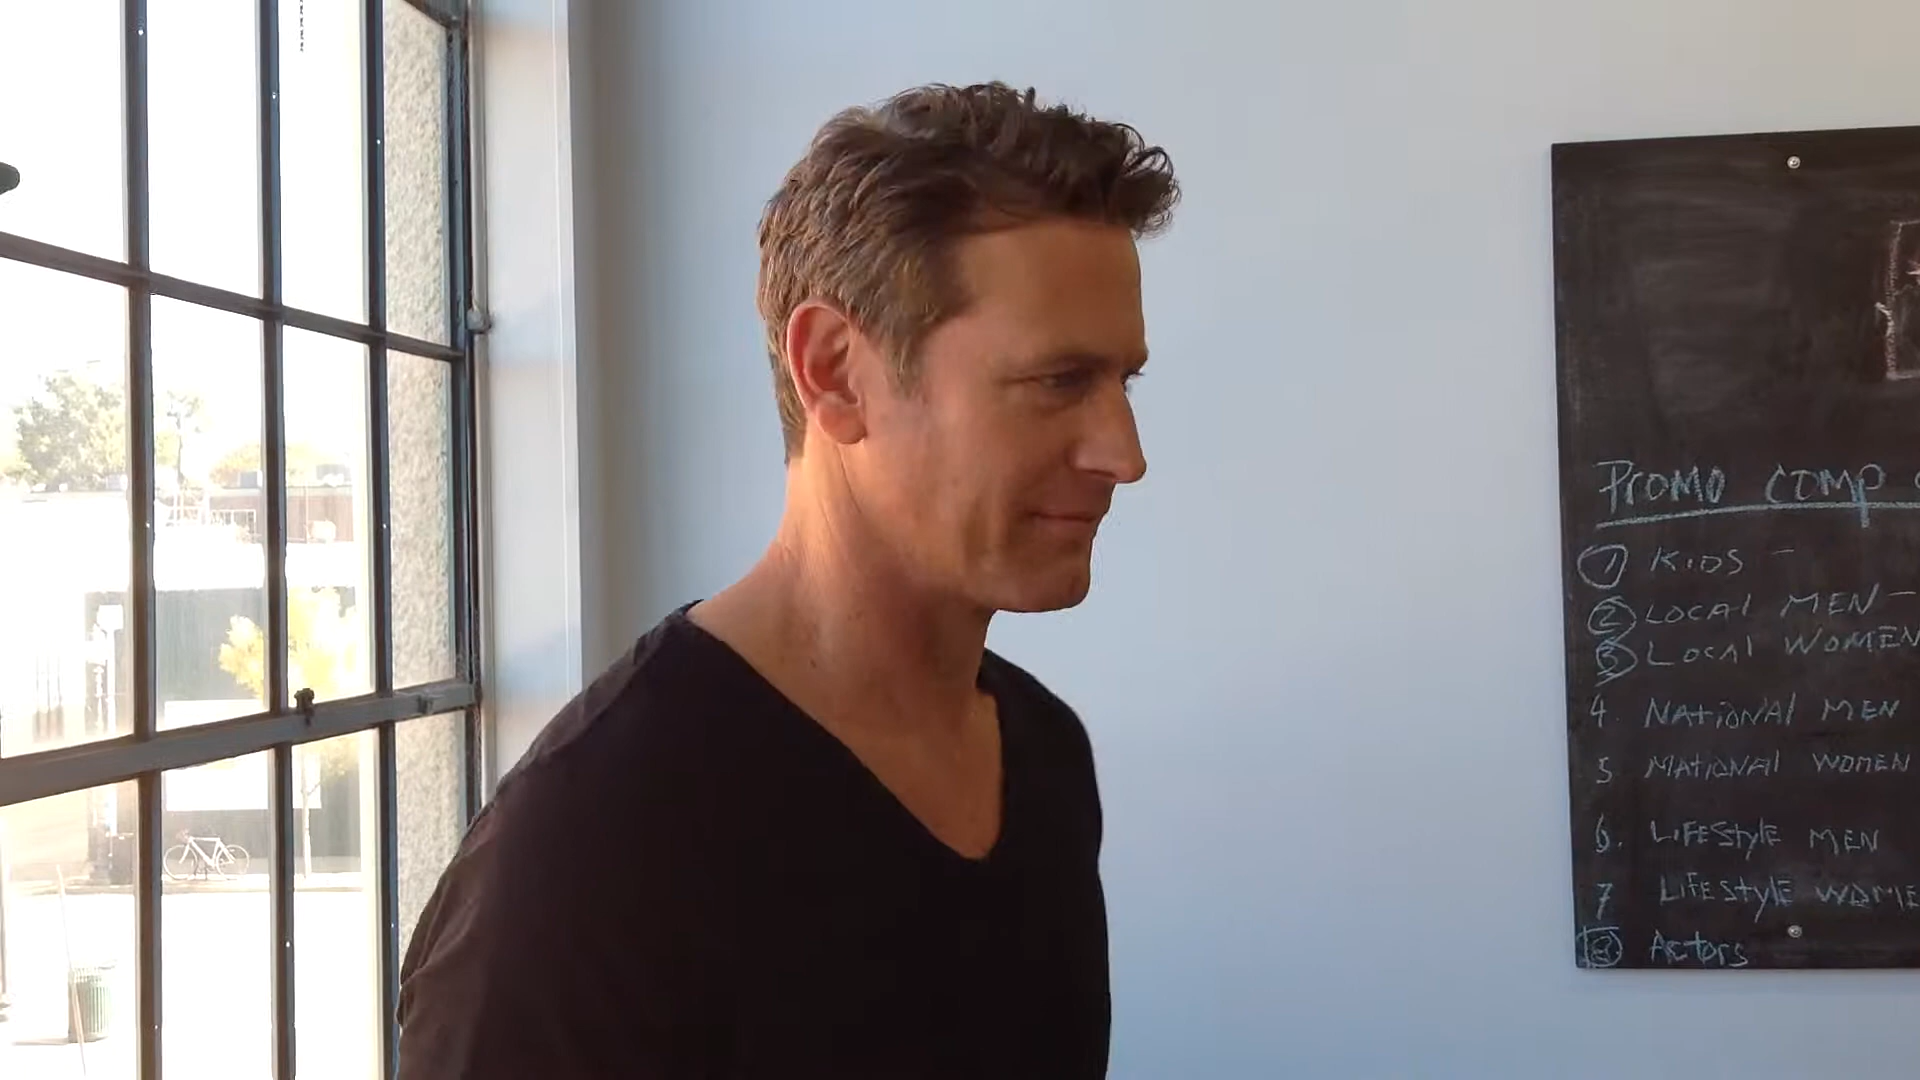 Promo comp
1 KIDS -
2 LOCAl MEN -
3 LOCAl WOMEN
4. NAtiONAl MEN
5 NAtiONAl WOMEN
6. LiFEStylE MEN
7 LiFEStylE WOME
8 Actors